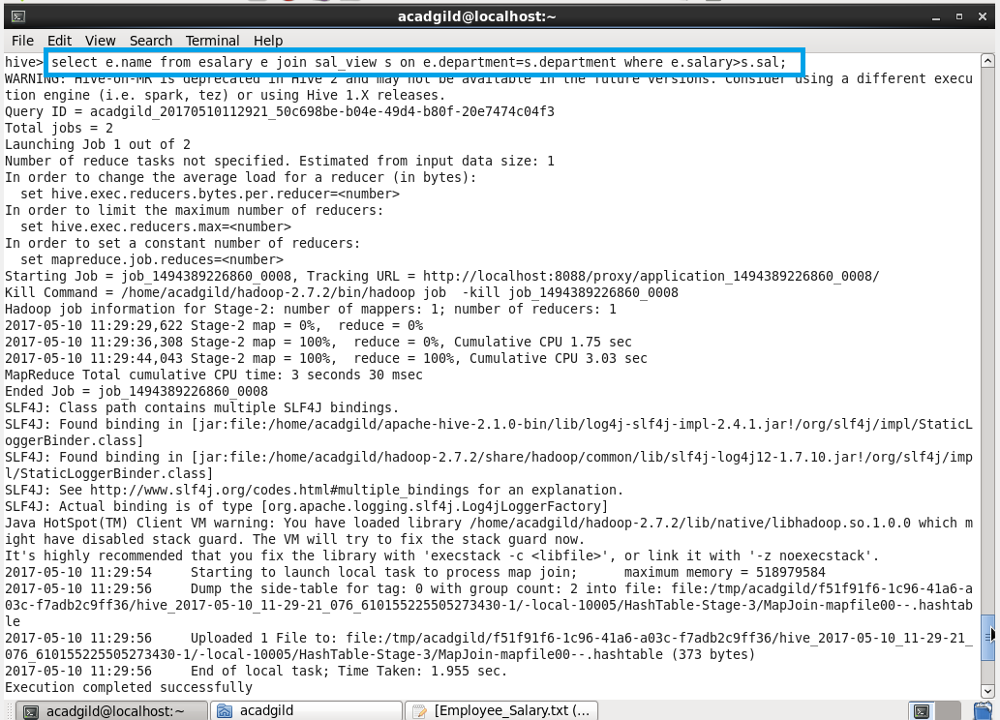 acadgild@localhost:~
File Edit View Search Terminal Help
hive> select e.name from esalary e join sal_view s on e.department=s.department where e.salary>s.sal;
WARNING: Hive-on-MR is deprecated in Hive 2 and may not be available in the future versions. Consider using a different execu
tion engine (i.e. spark, tez) or using Hive 1.X releases.
Query ID = acadgild_20170510112921_50c698be-b04e-49d4-b80f-20e7474c04f3
Total jobs = 2
Launching Job 1 out of 2
Number of reduce tasks not specified. Estimated from input data size: 1
In order to change the average load for a reducer (in bytes):
  set hive.exec.reducers.bytes.per.reducer=<number>
In order to limit the maximum number of reducers:
  set hive.exec.reducers.max=<number>
In order to set a constant number of reducers:
  set mapreduce.job.reduces=<number>
Starting Job = job_1494389226860_0008, Tracking URL = http://localhost:8088/proxy/application_1494389226860_0008/
Kill Command = /home/acadgild/hadoop-2.7.2/bin/hadoop job  -kill job_1494389226860_0008
Hadoop job information for Stage-2: number of mappers: 1; number of reducers: 1
2017-05-10 11:29:29,622 Stage-2 map = 0%,  reduce = 0%
2017-05-10 11:29:36,308 Stage-2 map = 100%,  reduce = 0%, Cumulative CPU 1.75 sec
2017-05-10 11:29:44,043 Stage-2 map = 100%,  reduce = 100%, Cumulative CPU 3.03 sec
MapReduce Total cumulative CPU time: 3 seconds 30 msec
Ended Job = job_1494389226860_0008
SLF4J: Class path contains multiple SLF4J bindings.
SLF4J: Found binding in [jar:file:/home/acadgild/apache-hive-2.1.0-bin/lib/log4j-slf4j-impl-2.4.1.jar!/org/slf4j/impl/StaticL
oggerBinder.class]
SLF4J: Found binding in [jar:file:/home/acadgild/hadoop-2.7.2/share/hadoop/common/lib/slf4j-log4j12-1.7.10.jar!/org/slf4j/imp
l/StaticLoggerBinder.class]
SLF4J: See http://www.slf4j.org/codes.html#multiple_bindings for an explanation.
SLF4J: Actual binding is of type [org.apache.logging.slf4j.Log4jLoggerFactory]
Java HotSpot(TM) Client VM warning: You have loaded library /home/acadgild/hadoop-2.7.2/lib/native/libhadoop.so.1.0.0 which m
ight have disabled stack guard. The VM will try to fix the stack guard now.
It's highly recommended that you fix the library with 'execstack -c <libfile>', or link it with '-z noexecstack'.
2017-05-10 11:29:54     Starting to launch local task to process map join;      maximum memory = 518979584
2017-05-10 11:29:56     Dump the side-table for tag: 0 with group count: 2 into file: file:/tmp/acadgild/f51f91f6-1c96-41a6-a
03c-f7adb2c9ff36/hive_2017-05-10_11-29-21_076_610155225505273430-1/-local-10005/HashTable-Stage-3/MapJoin-mapfile00--.hashtab
le
2017-05-10 11:29:56     Uploaded 1 File to: file:/tmp/acadgild/f51f91f6-1c96-41a6-a03c-f7adb2c9ff36/hive_2017-05-10_11-29-21_
076_610155225505273430-1/-local-10005/HashTable-Stage-3/MapJoin-mapfile00--.hashtable (373 bytes)
2017-05-10 11:29:56     End of local task; Time Taken: 1.955 sec.
Execution completed successfully
acadgild@localhost:~ acadgild [Employee_Salary.txt (...